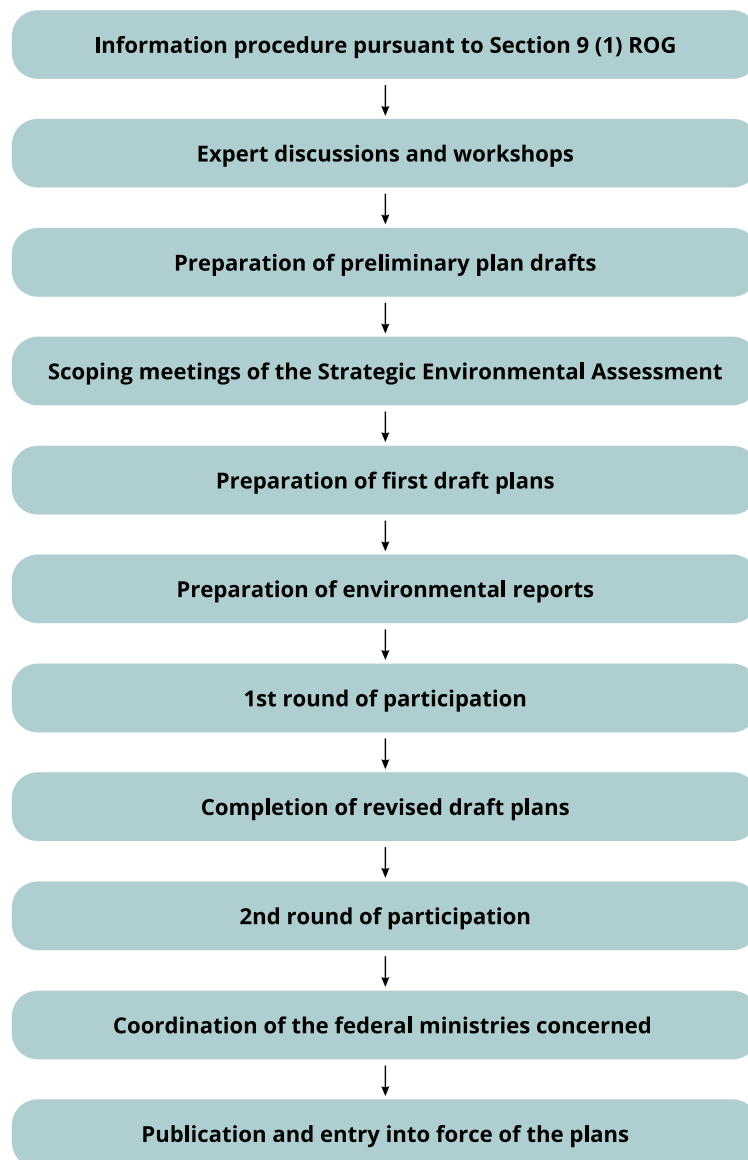 Information procedure pursuant to Section 9 (1) ROG
Expert discussions and workshops
Preparation of preliminary plan drafts
Scoping meetings of the Strategic Environmental Assessment
Preparation of first draft plans
Preparation of environmental reports
1st round of participation
Completion of revised draft plans
2nd round of participation
Coordination of the federal ministries concerned
Publication and entry into force of the plans